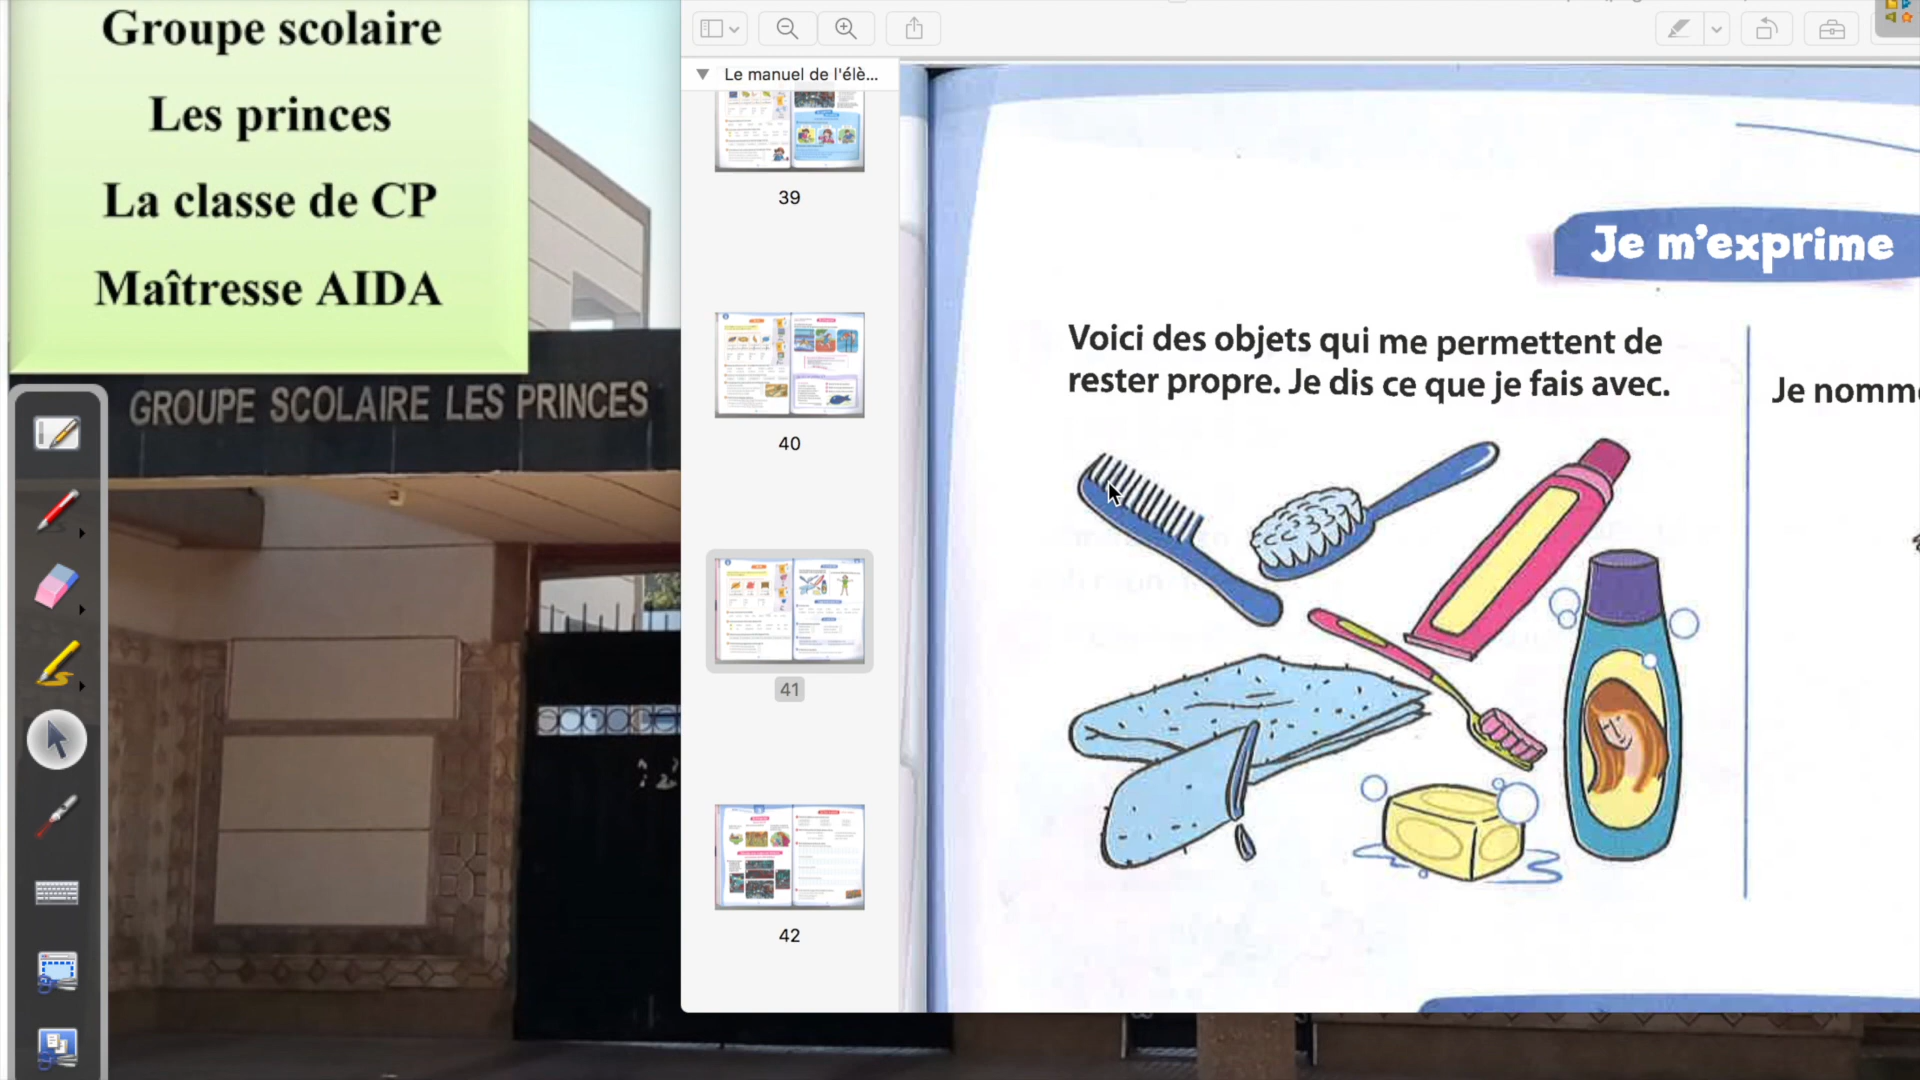 Groupe scolaire
Les princes
La classe de CP
Maîtresse AIDA
GROUPE SCOLAIRE LES PRINCES
Le manuel de l'élè...
39
40
41
42
Je m'exprime
Voici des objets qui me permettent de
rester propre. Je dis ce que je fais avec.
Je nomm